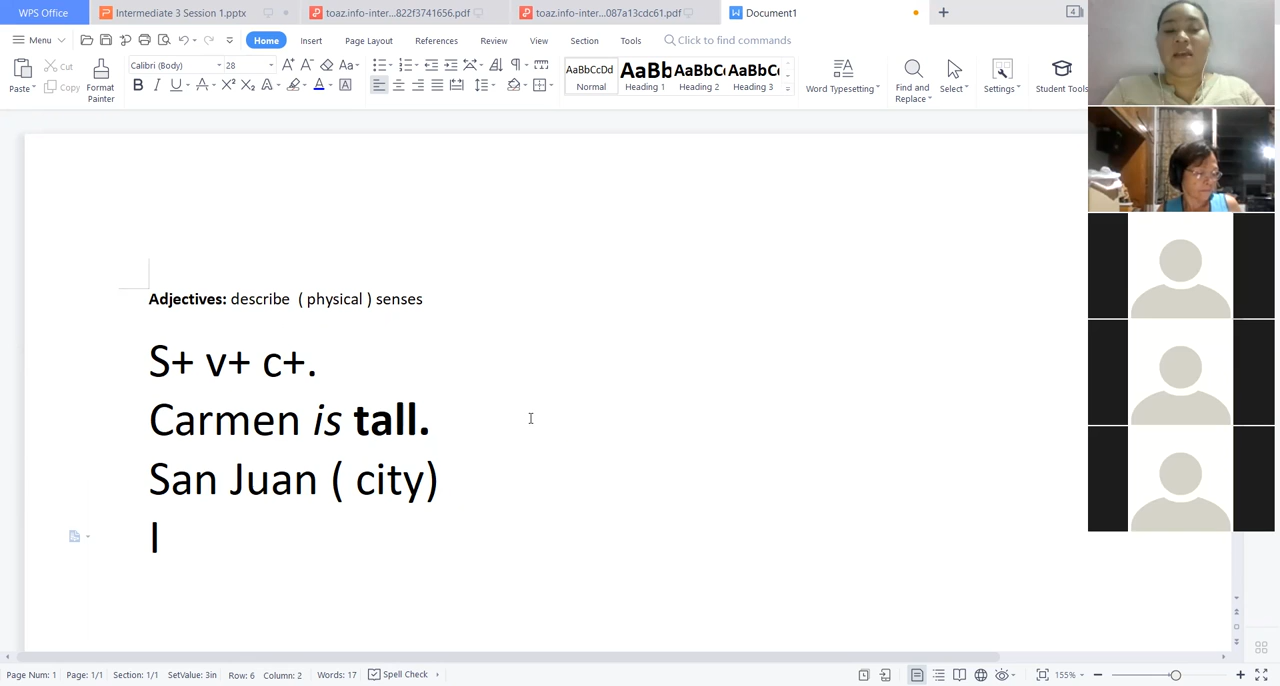 WPS Office Intermediate 3 Session 1.pptx toaz.info-inter...822f3741656.pdf toaz.info-inter...087a13cdc61.pdf Document1 4
Menu Home Insert Page Layout References Review View Section Tools Click to find commands
Paste Cut Copy Format Painter Calibri (Body) 28 AaBbCcDd Normal AaBb Heading 1 AaBbCc Heading 2 AaBbCc Heading 3 Word Typesetting Find and Replace Select Settings Student Tools
Adjectives: describe ( physical ) senses
S+ v+ c+.
Carmen is tall.
San Juan ( city)
I
Page Num: 1 Page: 1/1 Section: 1/1 SetValue: 3in Row: 6 Column: 2 Words: 17 Spell Check 155%